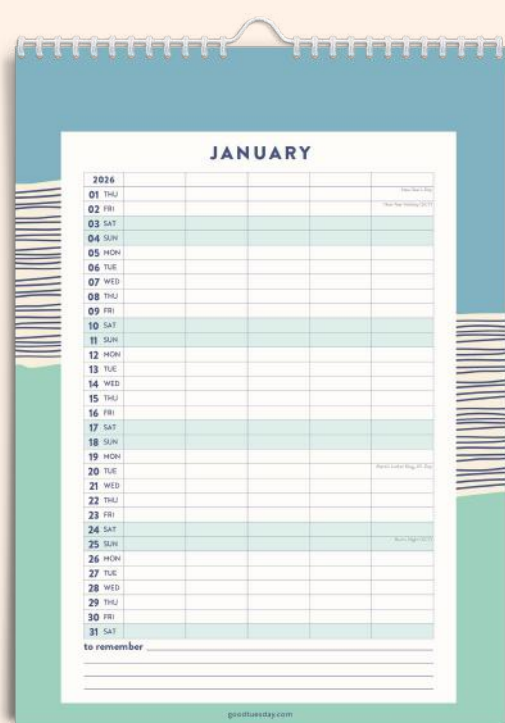 JANUARY
2026
01 THU New Year's Day
02 FRI
03 SAT
04 SUN
05 MON
06 TUE
07 WED
08 THU
09 FRI
10 SAT
11 SUN
12 MON
13 TUE
14 WED
15 THU
16 FRI
17 SAT
18 SUN
19 MON
20 TUE
21 WED
22 THU
23 FRI
24 SAT
25 SUN
26 MON
27 TUE
28 WED
29 THU
30 FRI
31 SAT
to remember
goodtuesday.com